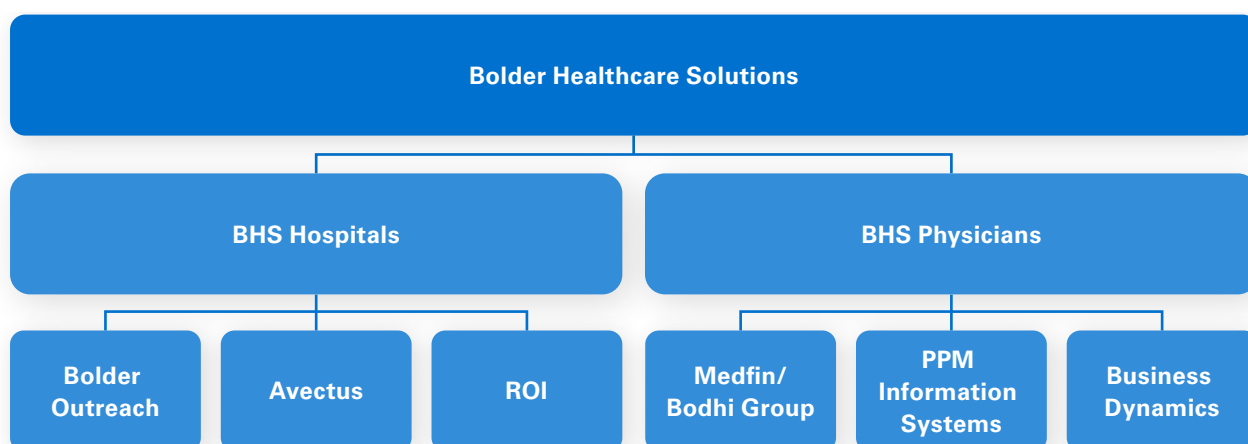 Bolder Healthcare Solutions
BHS Hospitals
BHS Physicians
Bolder
Outreach
Avectus
ROI
Medfin/
Bodhi Group
PPM
Information
Systems
Business
Dynamics